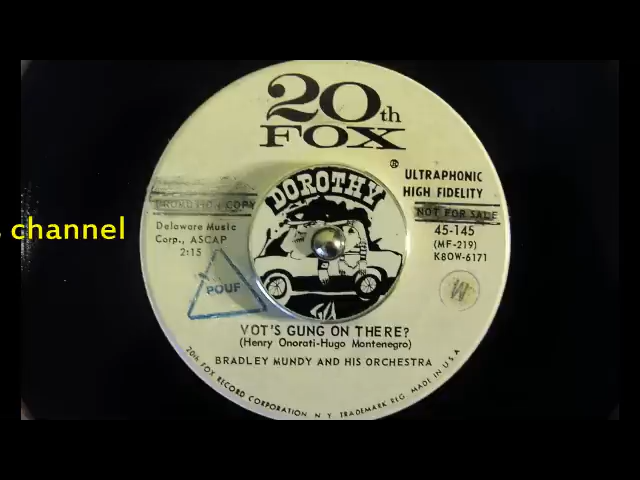 20th
FOX
®
ULTRAPHONIC
HIGH FIDELITY
PROMOTION COPY
NOT FOR SALE
DOROTHY
channel
Delaware Music
Corp., ASCAP
2:15
45-145
(MF-219)
K8OW-6171
POUF
W
VOT'S GUNG ON THERE?
(Henry Onorati-Hugo Montenegro)
BRADLEY MUNDY AND HIS ORCHESTRA
20th FOX RECORD CORPORATION N. Y. TRADEMARK REG. MADE IN U.S.A.